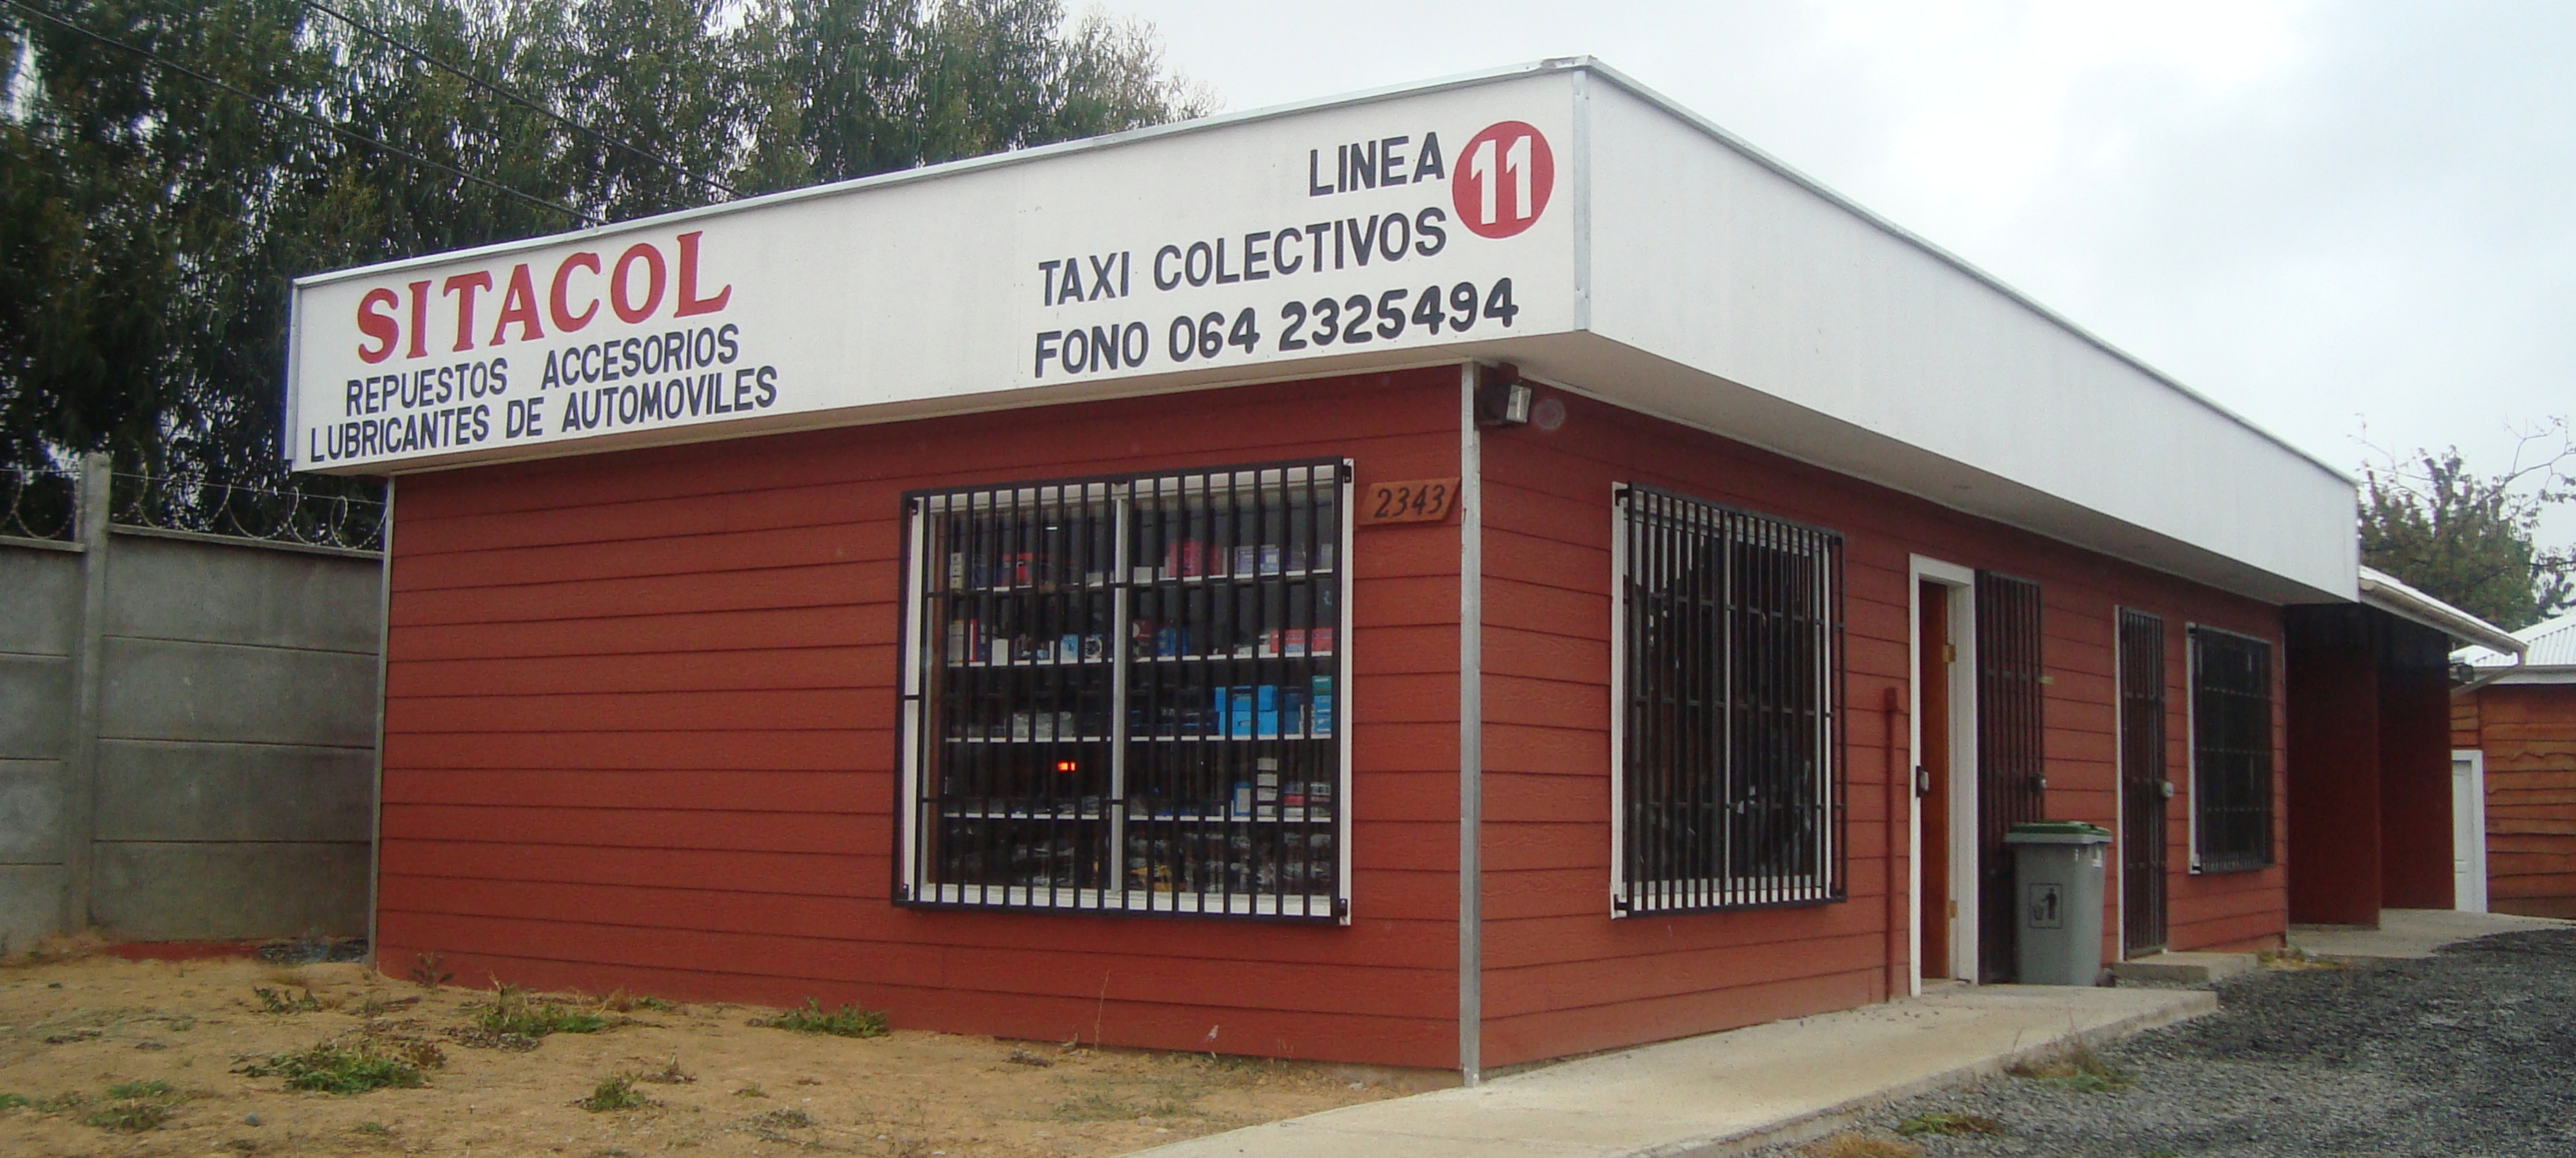 SITACOL
REPUESTOS ACCESORIOS
LUBRICANTES DE AUTOMOVILES
LINEA 11
TAXI COLECTIVOS
FONO 064 2325494
2343